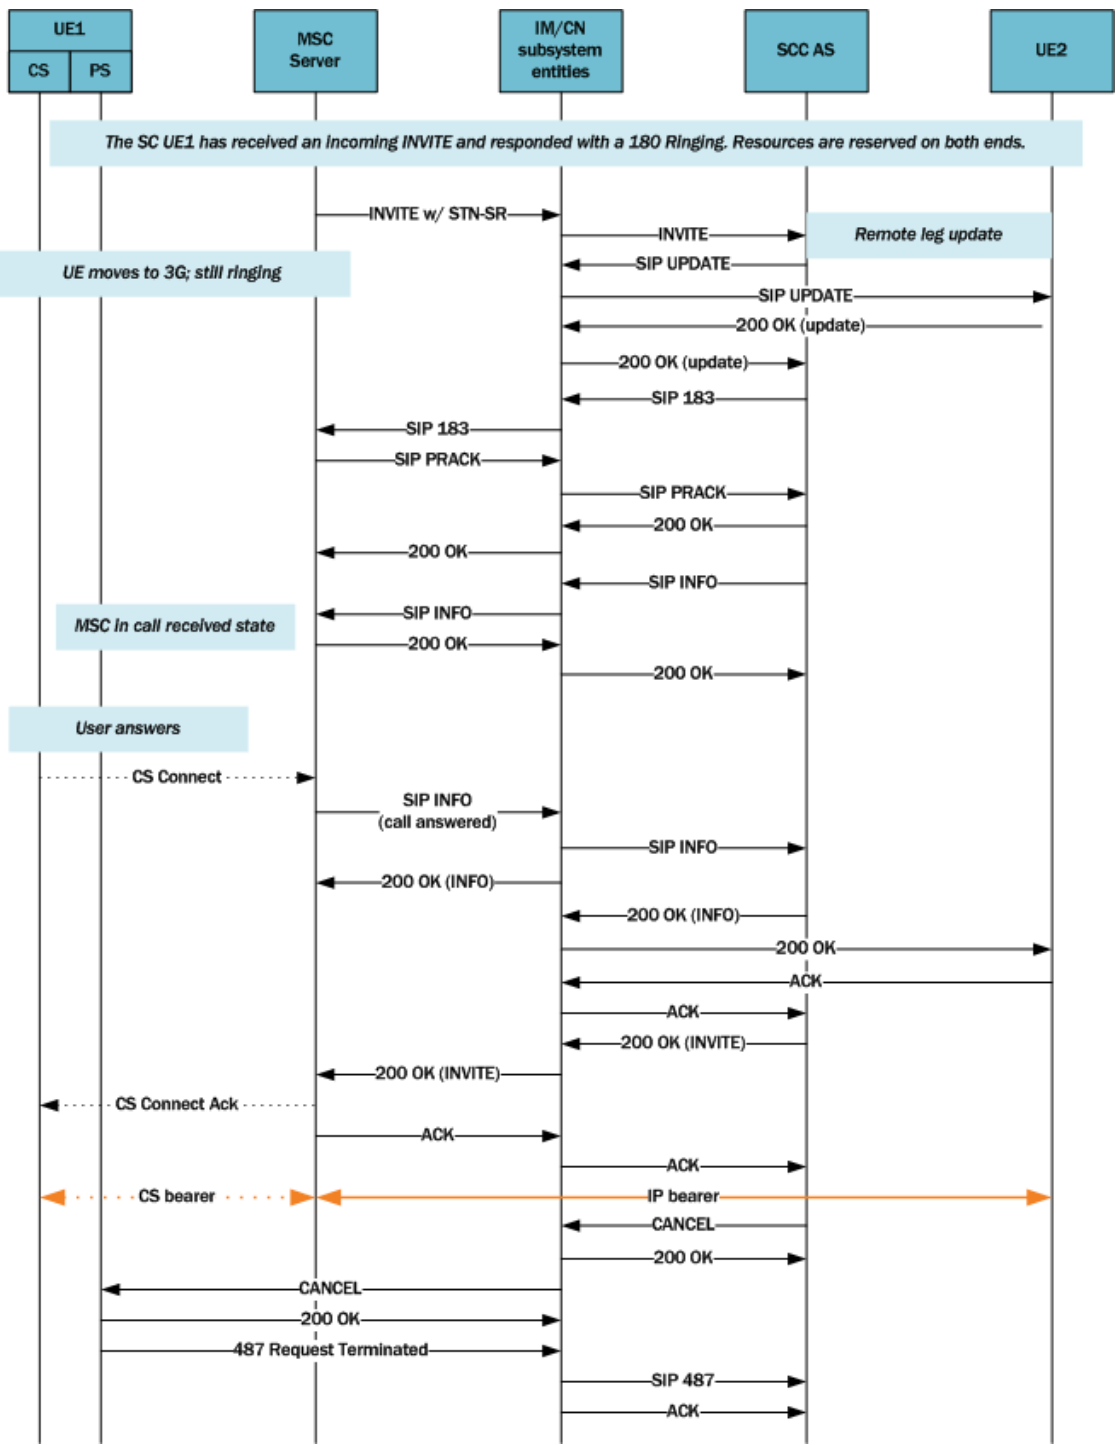 UE1
CS
PS
MSC
Server
IM/CN
subsystem
entities
SCC AS
UE2
The SC UE1 has received an incoming INVITE and responded with a 180 Ringing. Resources are reserved on both ends.
INVITE w/ STN-SR
INVITE
Remote leg update
SIP UPDATE
UE moves to 3G; still ringing
SIP UPDATE
200 OK (update)
200 OK (update)
SIP 183
SIP 183
SIP PRACK
SIP PRACK
200 OK
200 OK
SIP INFO
SIP INFO
MSC in call received state
200 OK
200 OK
User answers
CS Connect
SIP INFO
(call answered)
SIP INFO
200 OK (INFO)
200 OK (INFO)
200 OK
ACK
ACK
200 OK (INVITE)
200 OK (INVITE)
CS Connect Ack
ACK
ACK
CS bearer
IP bearer
CANCEL
200 OK
CANCEL
200 OK
487 Request Terminated
SIP 487
ACK